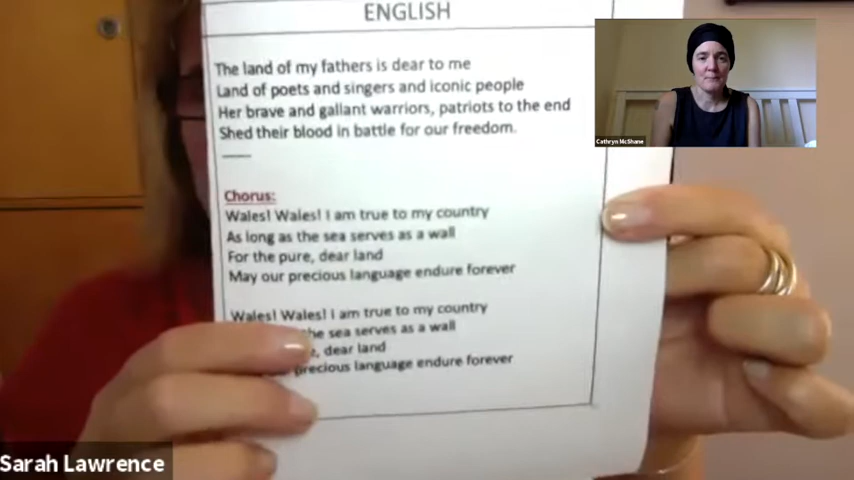 ENGLISH
The land of my fathers is dear to me
Land of poets and singers and iconic people
Her brave and gallant warriors, patriots to the end
Shed their blood in battle for our freedom.
Chorus:
Wales! Wales! I am true to my country
As long as the sea serves as a wall
For the pure, dear land
May our precious language endure forever
Wales! Wales! I am true to my country
the sea serves as a wall
dear land
precious language endure forever
Cathryn McShane
Sarah Lawrence